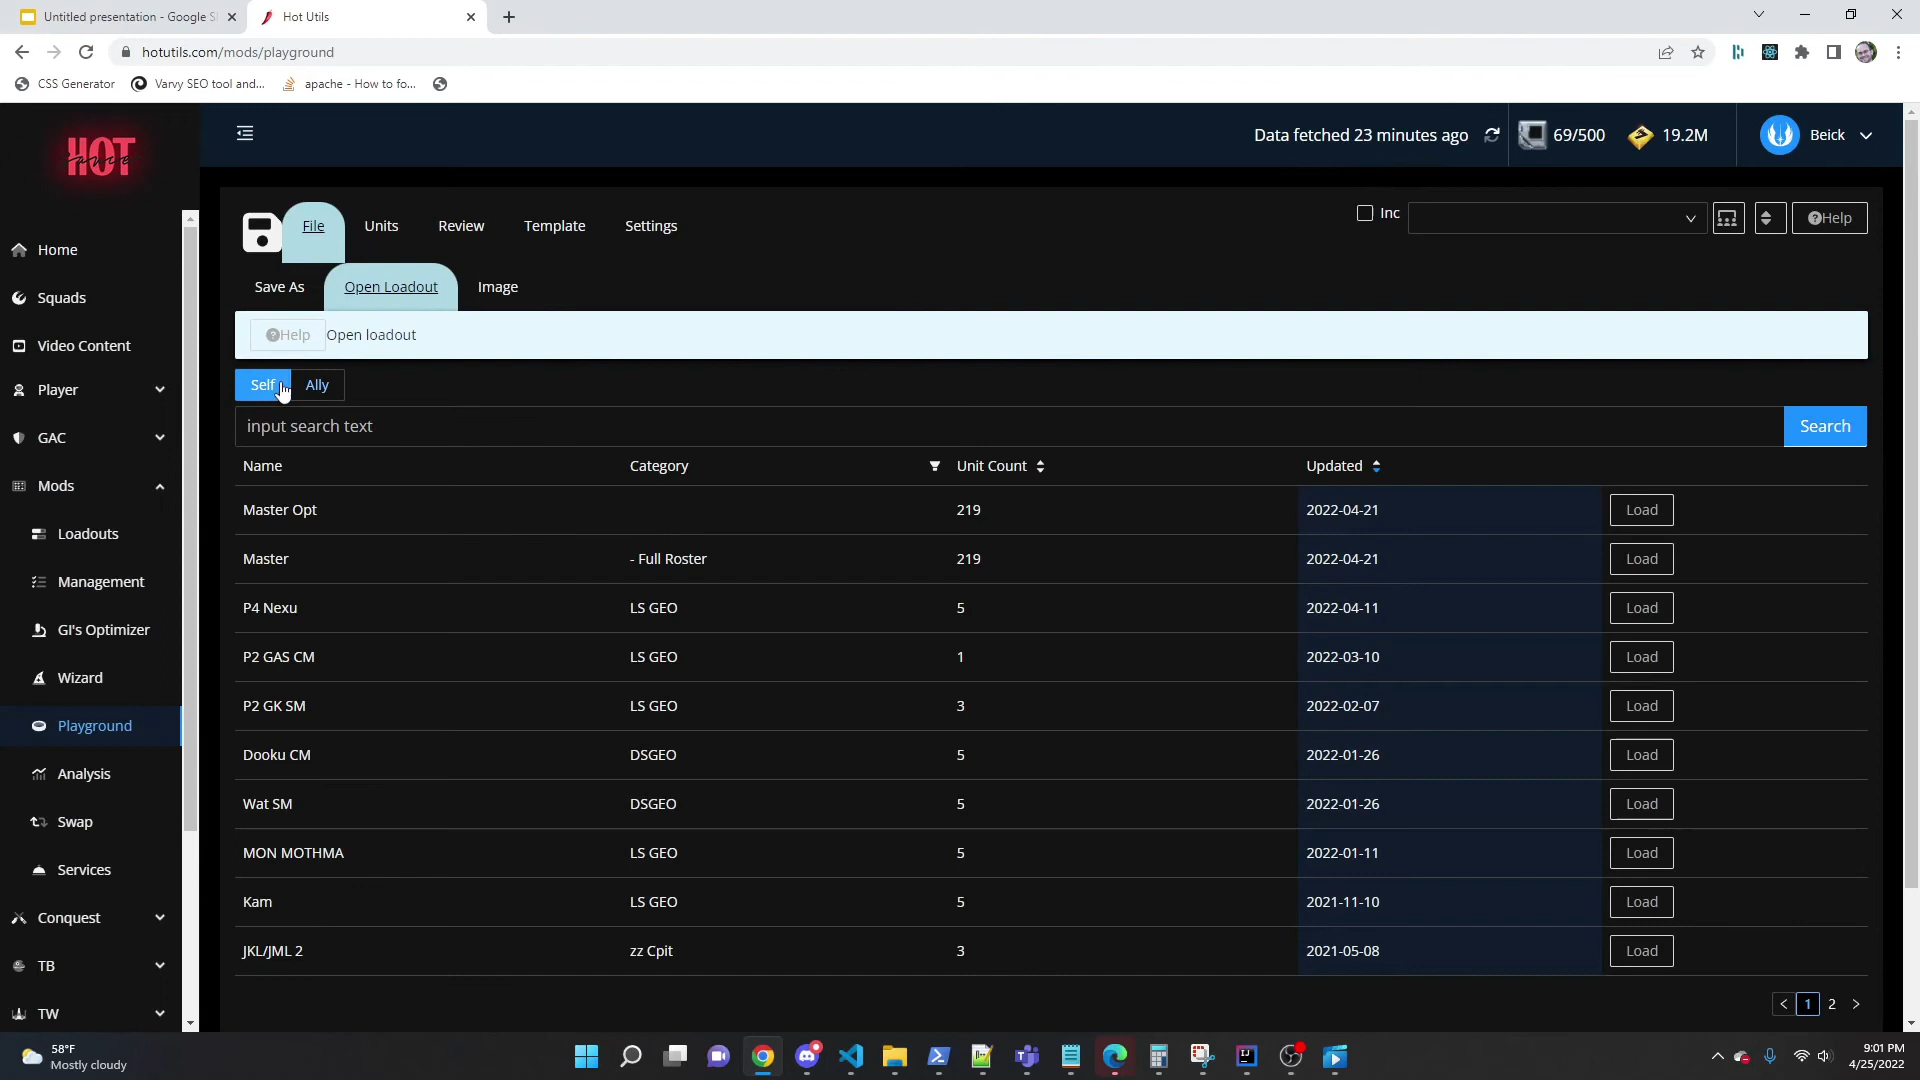 Untitled presentation - Google S
Hot Utils
hotutils.com/mods/playground
CSS Generator
Varvy SEO tool and...
apache - How to fo...
HOT
sauce
Data fetched 23 minutes ago
69/500
19.2M
Beick
File
Units
Review
Template
Settings
Inc
Help
Save As
Open Loadout
Image
Help
Open loadout
Self
Ally
input search text
Search
Name Category Unit Count Updated
Master Opt 219 2022-04-21 Load
Master - Full Roster 219 2022-04-21 Load
P4 Nexu LS GEO 5 2022-04-11 Load
P2 GAS CM LS GEO 1 2022-03-10 Load
P2 GK SM LS GEO 3 2022-02-07 Load
Dooku CM DSGEO 5 2022-01-26 Load
Wat SM DSGEO 5 2022-01-26 Load
MON MOTHMA LS GEO 5 2022-01-11 Load
Kam LS GEO 5 2021-11-10 Load
JKL/JML 2 zz Cpit 3 2021-05-08 Load
1 2
Home
Squads
Video Content
Player
GAC
Mods
Loadouts
Management
GI's Optimizer
Wizard
Playground
Analysis
Swap
Services
Conquest
TB
TW
58°F
Mostly cloudy
9:01 PM
4/25/2022